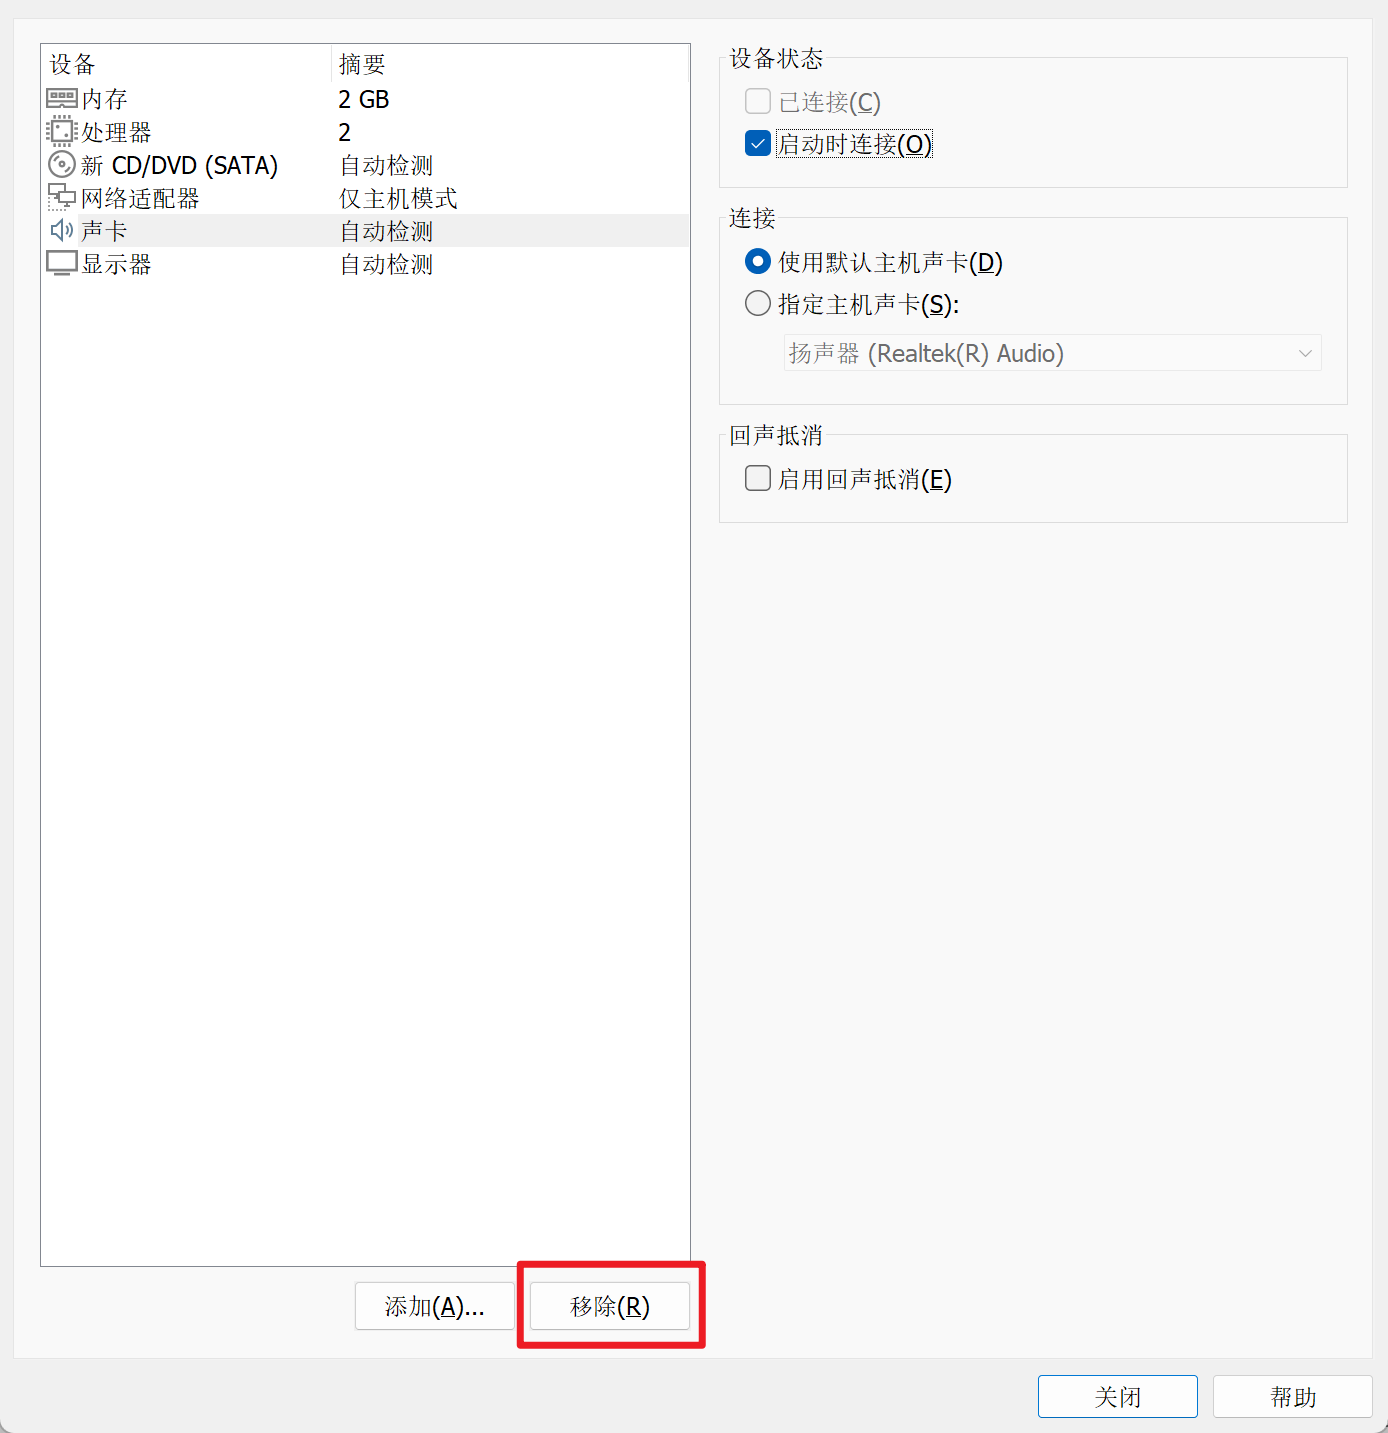 设备 摘要
内存 2 GB
处理器 2
新 CD/DVD (SATA) 自动检测
网络适配器 仅主机模式
声卡 自动检测
显示器 自动检测
添加(A)... 移除(R)
设备状态
已连接(C)
启动时连接(O)
连接
使用默认主机声卡(D)
指定主机声卡(S):
扬声器 (Realtek(R) Audio)
回声抵消
启用回声抵消(E)
关闭 帮助